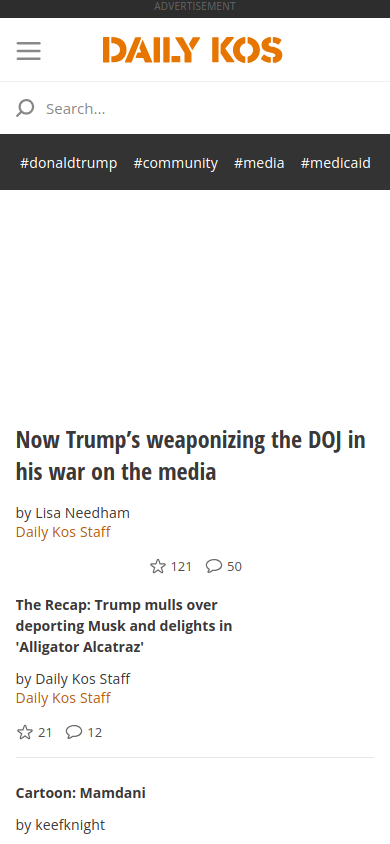 ADVERTISEMENT
DAILY KOS
Search...
#donaldtrump #community #media #medicaid
Now Trump’s weaponizing the DOJ in
his war on the media
by Lisa Needham
Daily Kos Staff
121 50
The Recap: Trump mulls over
deporting Musk and delights in
'Alligator Alcatraz'
by Daily Kos Staff
Daily Kos Staff
21 12
Cartoon: Mamdani
by keefknight